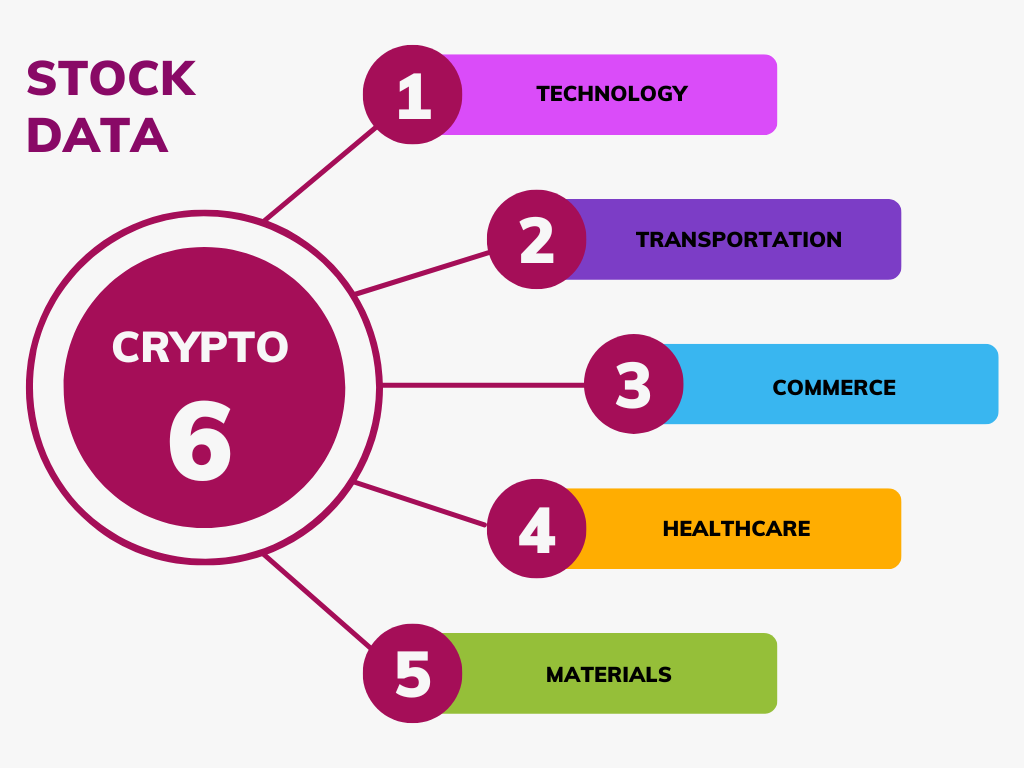 STOCK
DATA
CRYPTO
6
1 TECHNOLOGY
2 TRANSPORTATION
3 COMMERCE
4 HEALTHCARE
5 MATERIALS